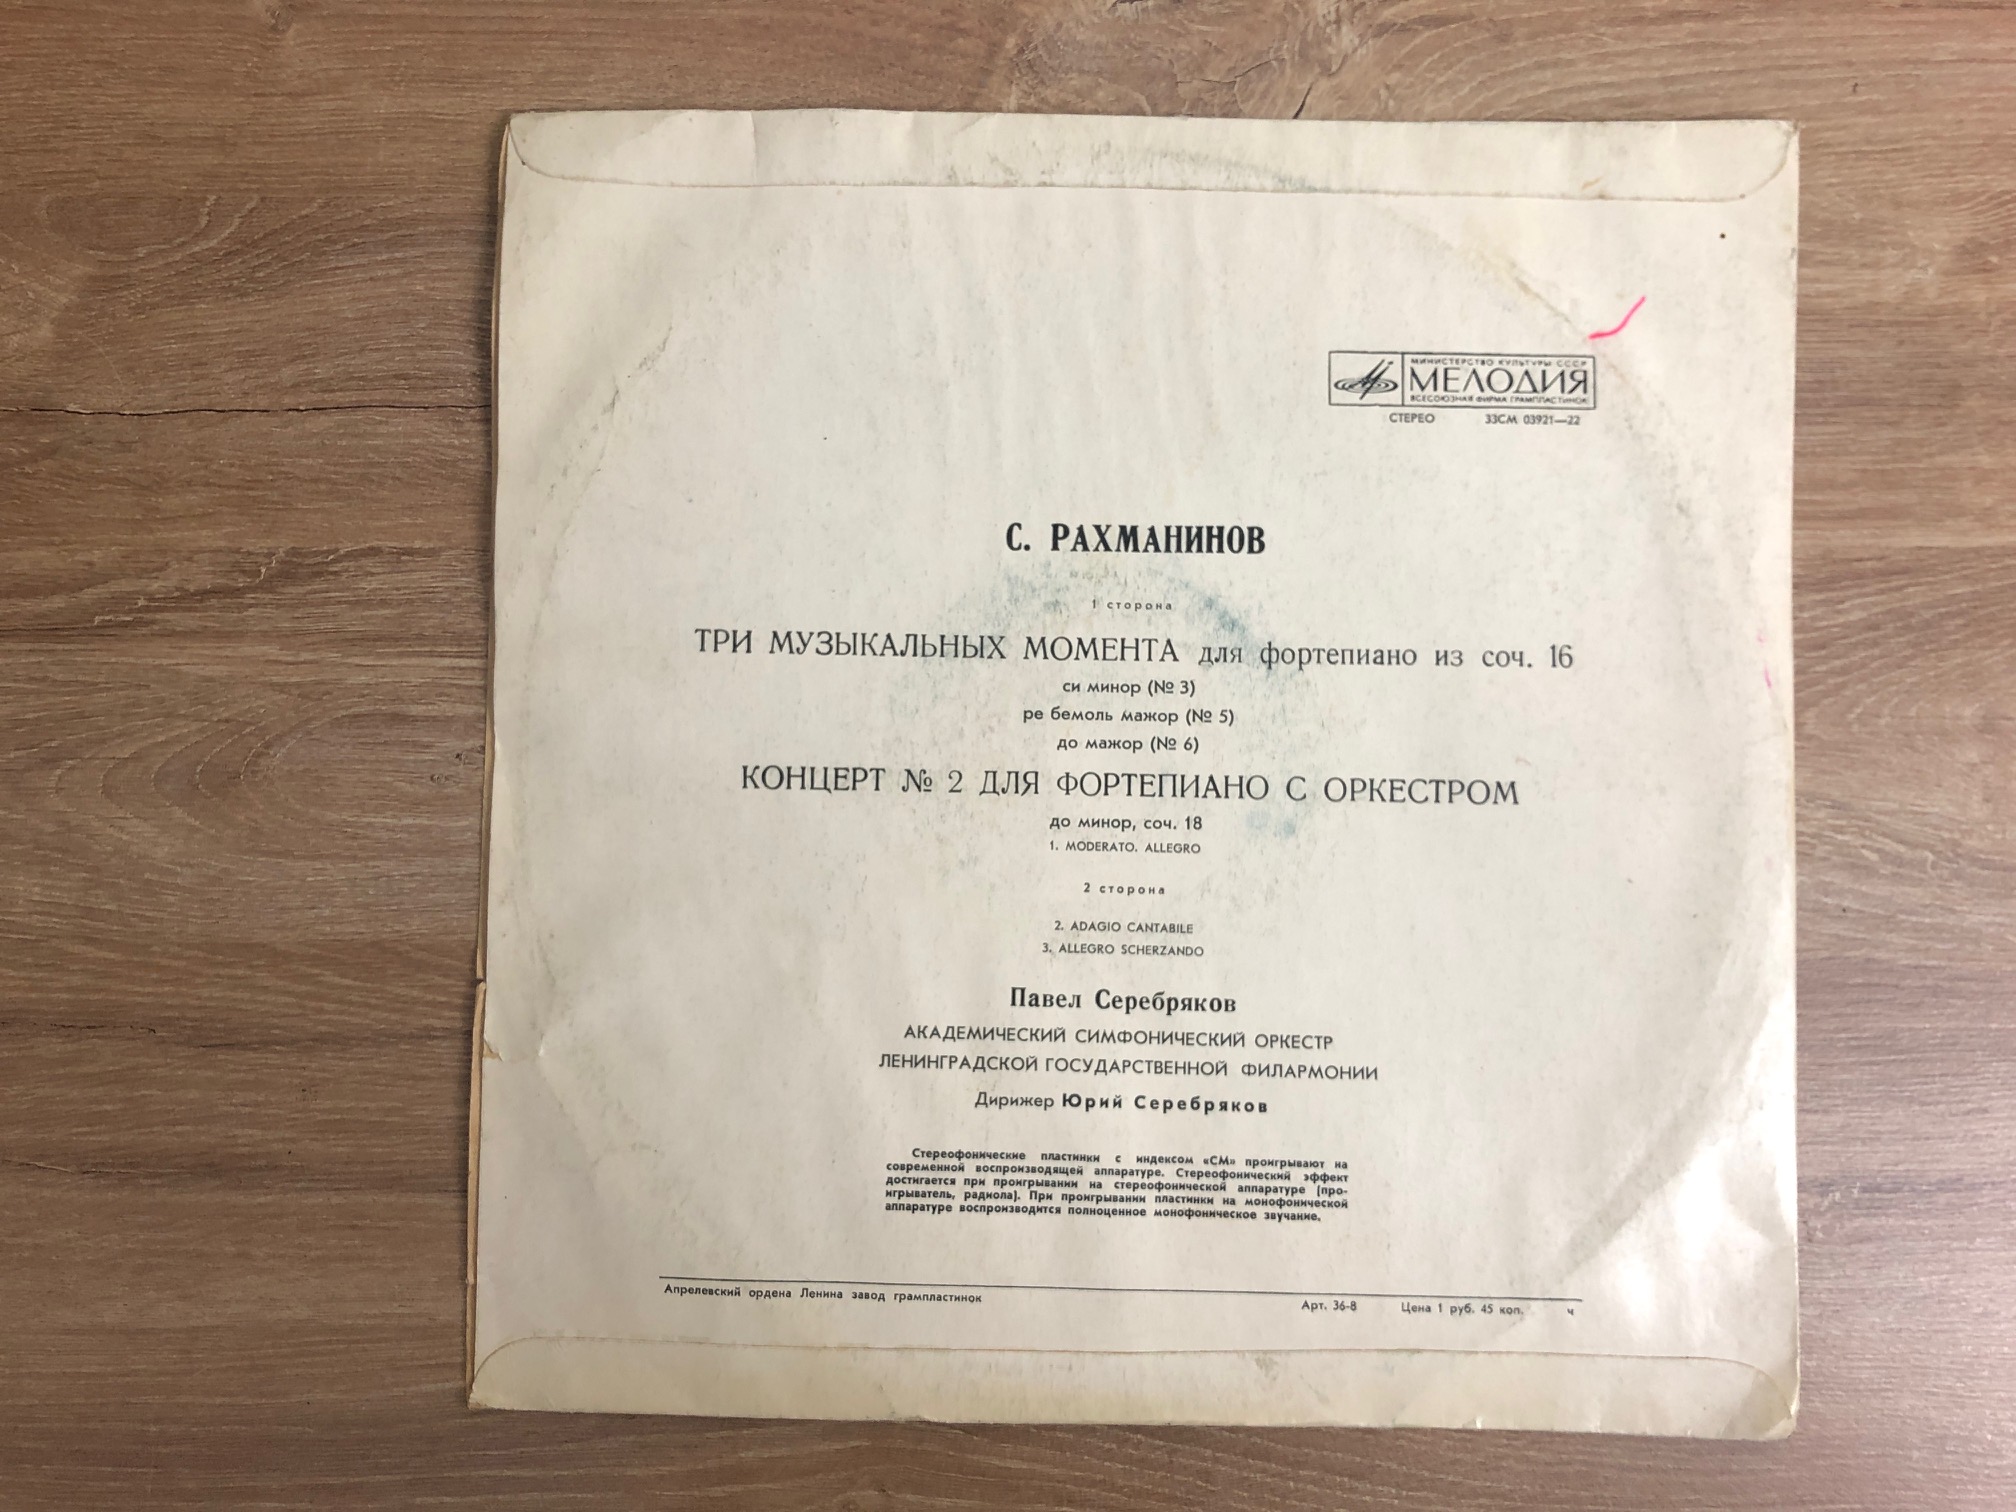 МИНИСТЕРСТВО КУЛЬТУРЫ СССР
МЕЛОДИЯ
ВСЕСОЮЗНАЯ ФИРМА ГРАМПЛАСТИНОК
СТЕРЕО 33СМ 03921—22
С. РАХМАНИНОВ
1 сторона
ТРИ МУЗЫКАЛЬНЫХ МОМЕНТА для фортепиано из соч. 16
си минор (№ 3)
ре бемоль мажор (№ 5)
до мажор (№ 6)
КОНЦЕРТ № 2 ДЛЯ ФОРТЕПИАНО С ОРКЕСТРОМ
до минор, соч. 18
1. MODERATO. ALLEGRO
2 сторона
2. ADAGIO CANTABILE
3. ALLEGRO SCHERZANDO
Павел Серебряков
АКАДЕМИЧЕСКИЙ СИМФОНИЧЕСКИЙ ОРКЕСТР
ЛЕНИНГРАДСКОЙ ГОСУДАРСТВЕННОЙ ФИЛАРМОНИИ
Дирижер Юрий Серебряков
Стереофонические пластинки с индексом «СМ» проигрывают на
современной воспроизводящей аппаратуре. Стереофонический эффект
достигается при проигрывании на стереофонической аппаратуре (про-
игрыватель, радиола). При проигрывании пластинки на монофонической
аппаратуре воспроизводится полноценное монофоническое звучание.
Апрелевский ордена Ленина завод грампластинок Арт. 36-8 Цена 1 руб. 45 коп. ч